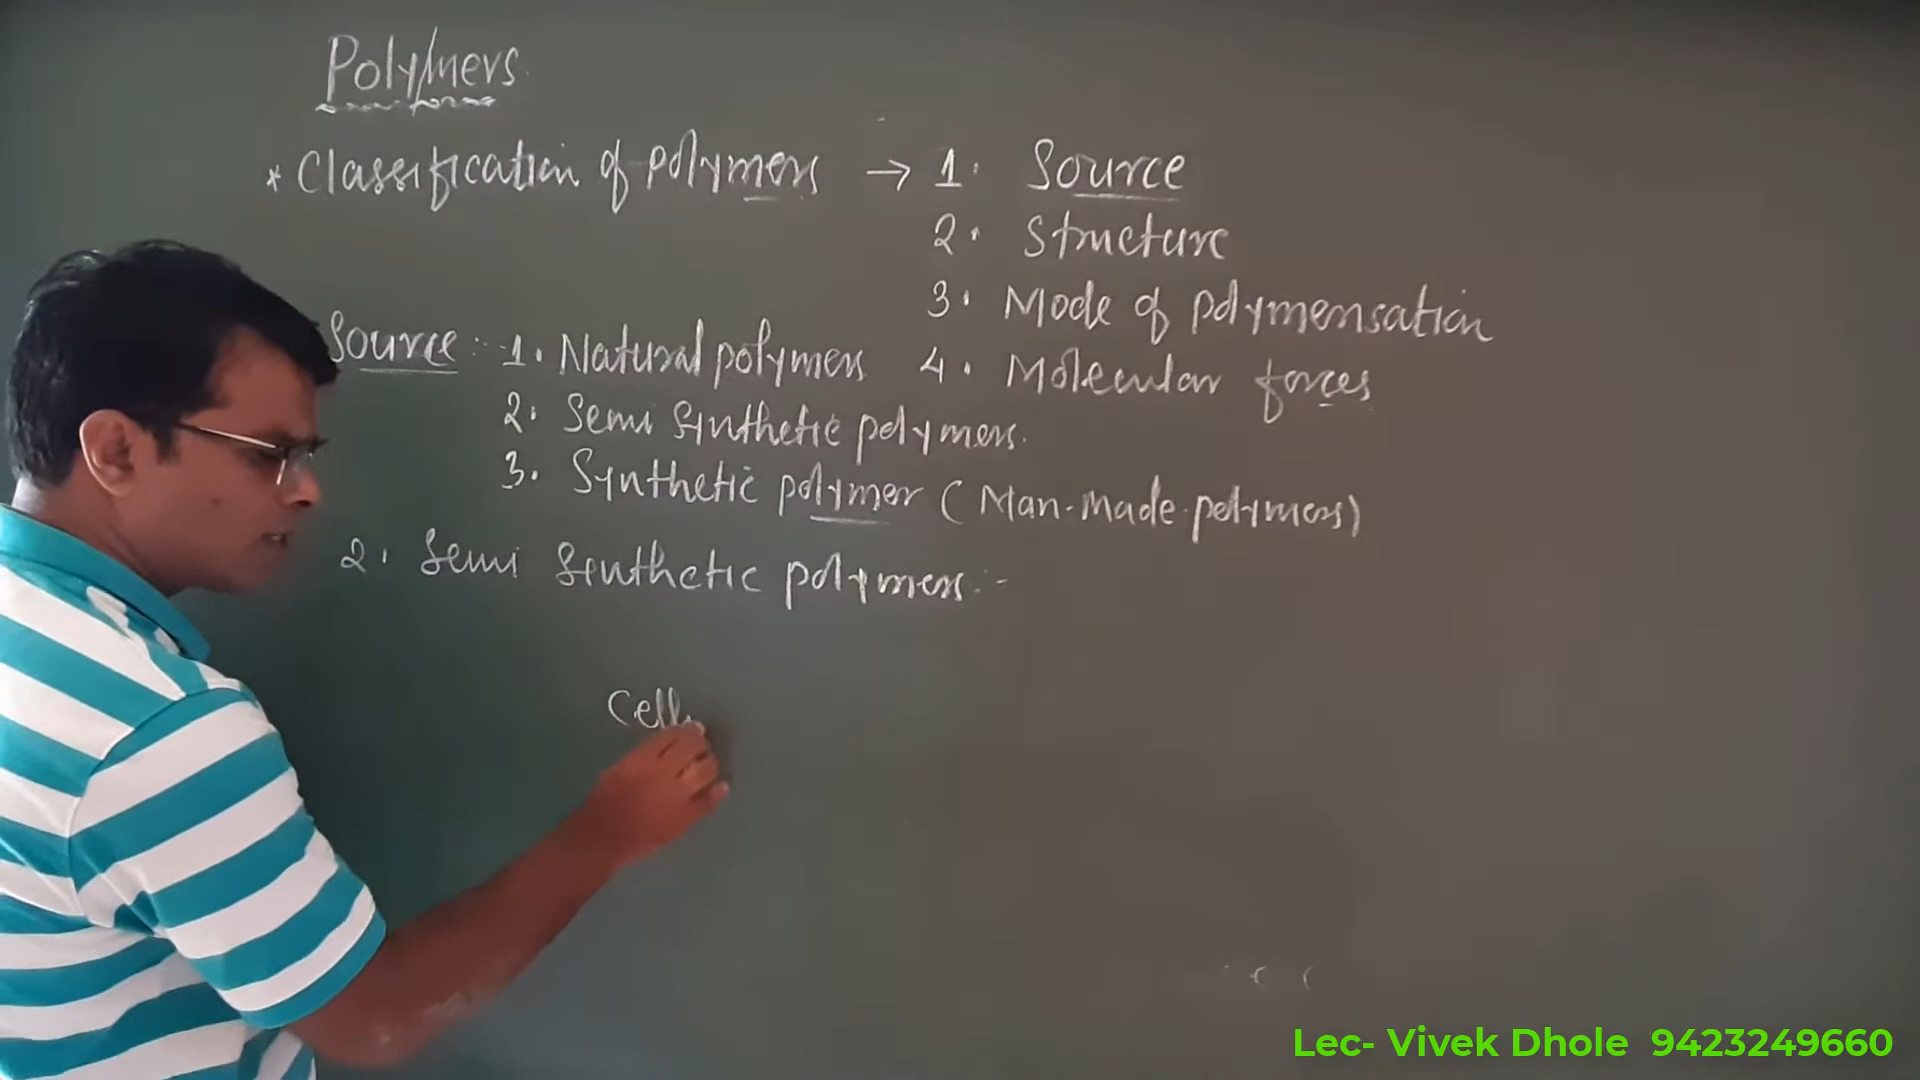 Polymers
* Classification of polymers → 1. Source
2. Structure
3. Mode of polymerisation
4. Molecular forces
Source :- 1. Natural polymers
2. Semi Synthetic polymers.
3. Synthetic polymer (Man-made polymers)
2. Semi Synthetic polymers :-
Cell
Lec- Vivek Dhole 9423249660